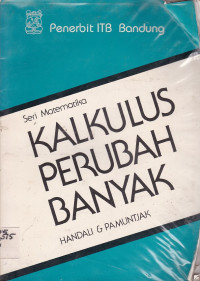 Penerbit ITB Bandung
Seri Matematika
KALKULUS
PERUBAH
BANYAK
HANDALI & PAMUNTJAK